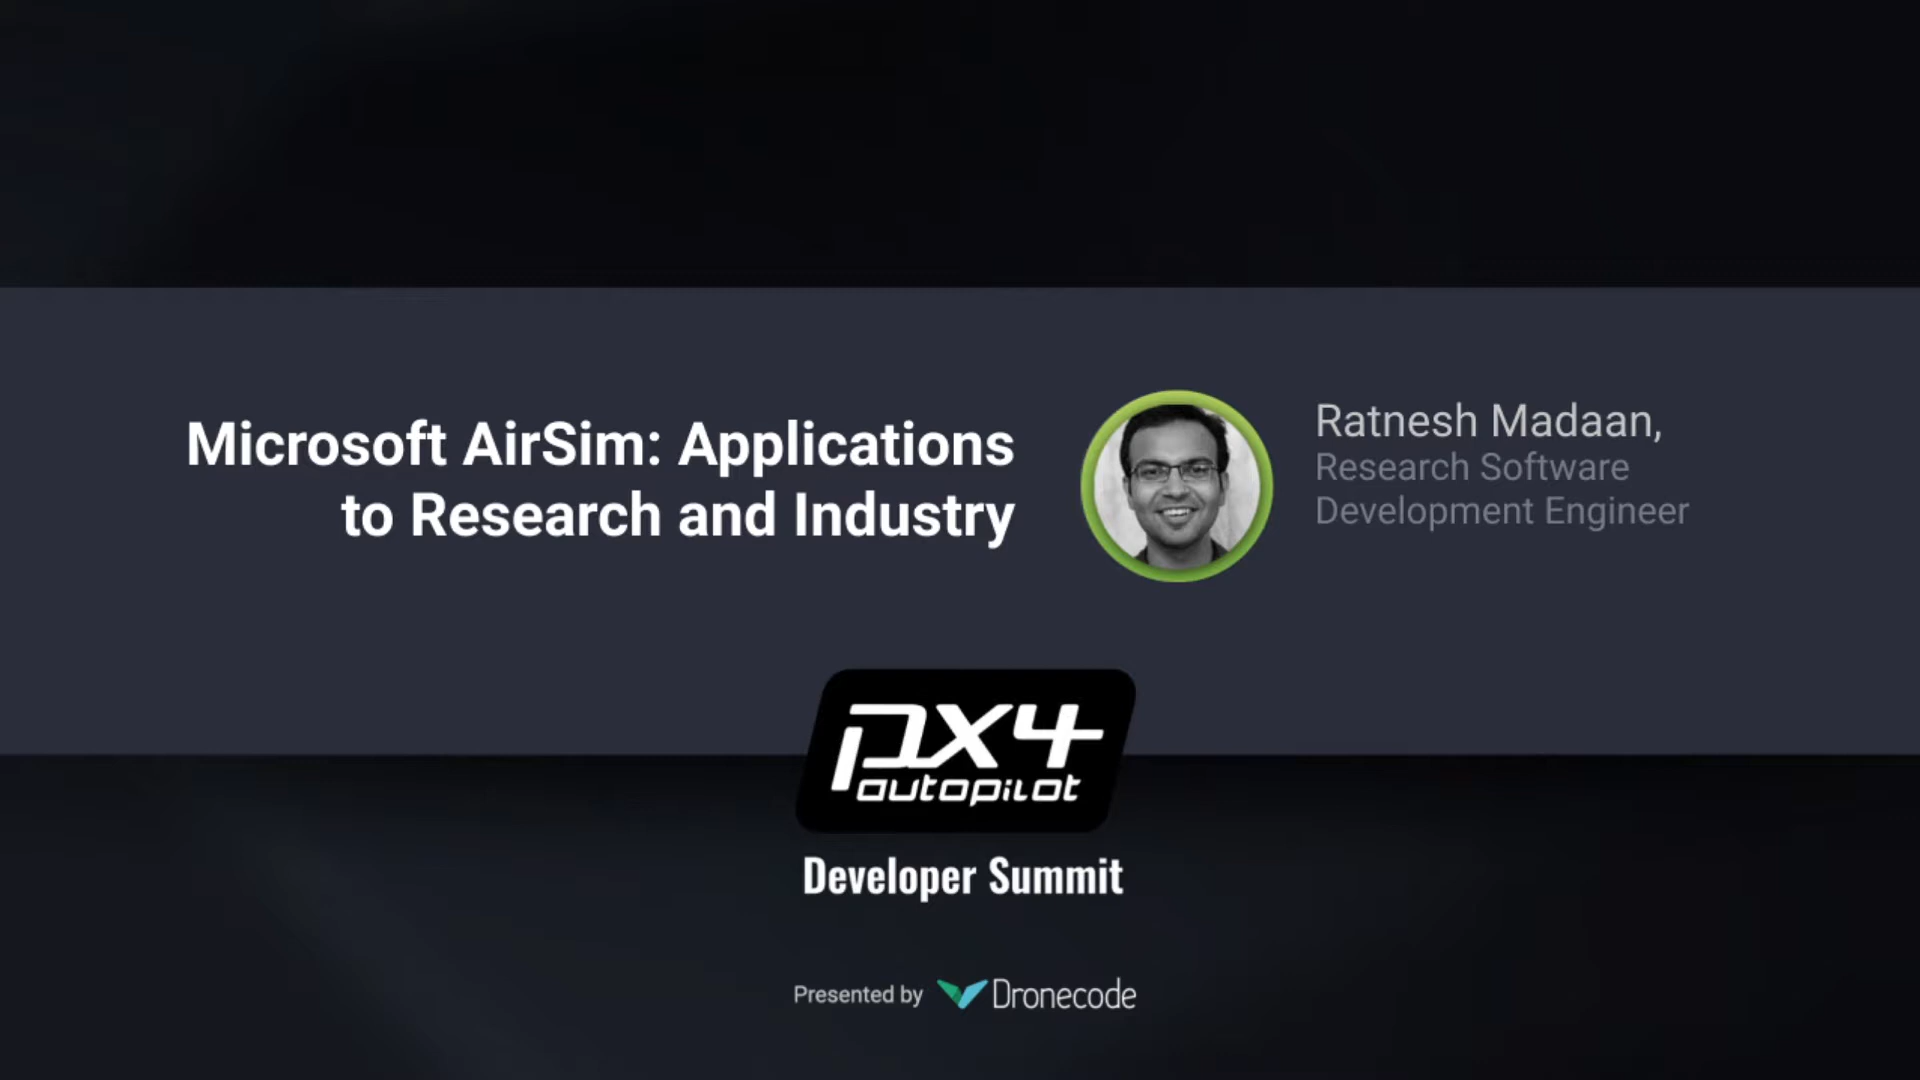 Microsoft AirSim: Applications
to Research and Industry
Ratnesh Madaan,
Research Software
Development Engineer
px4
autopilot
Developer Summit
Presented by Dronecode